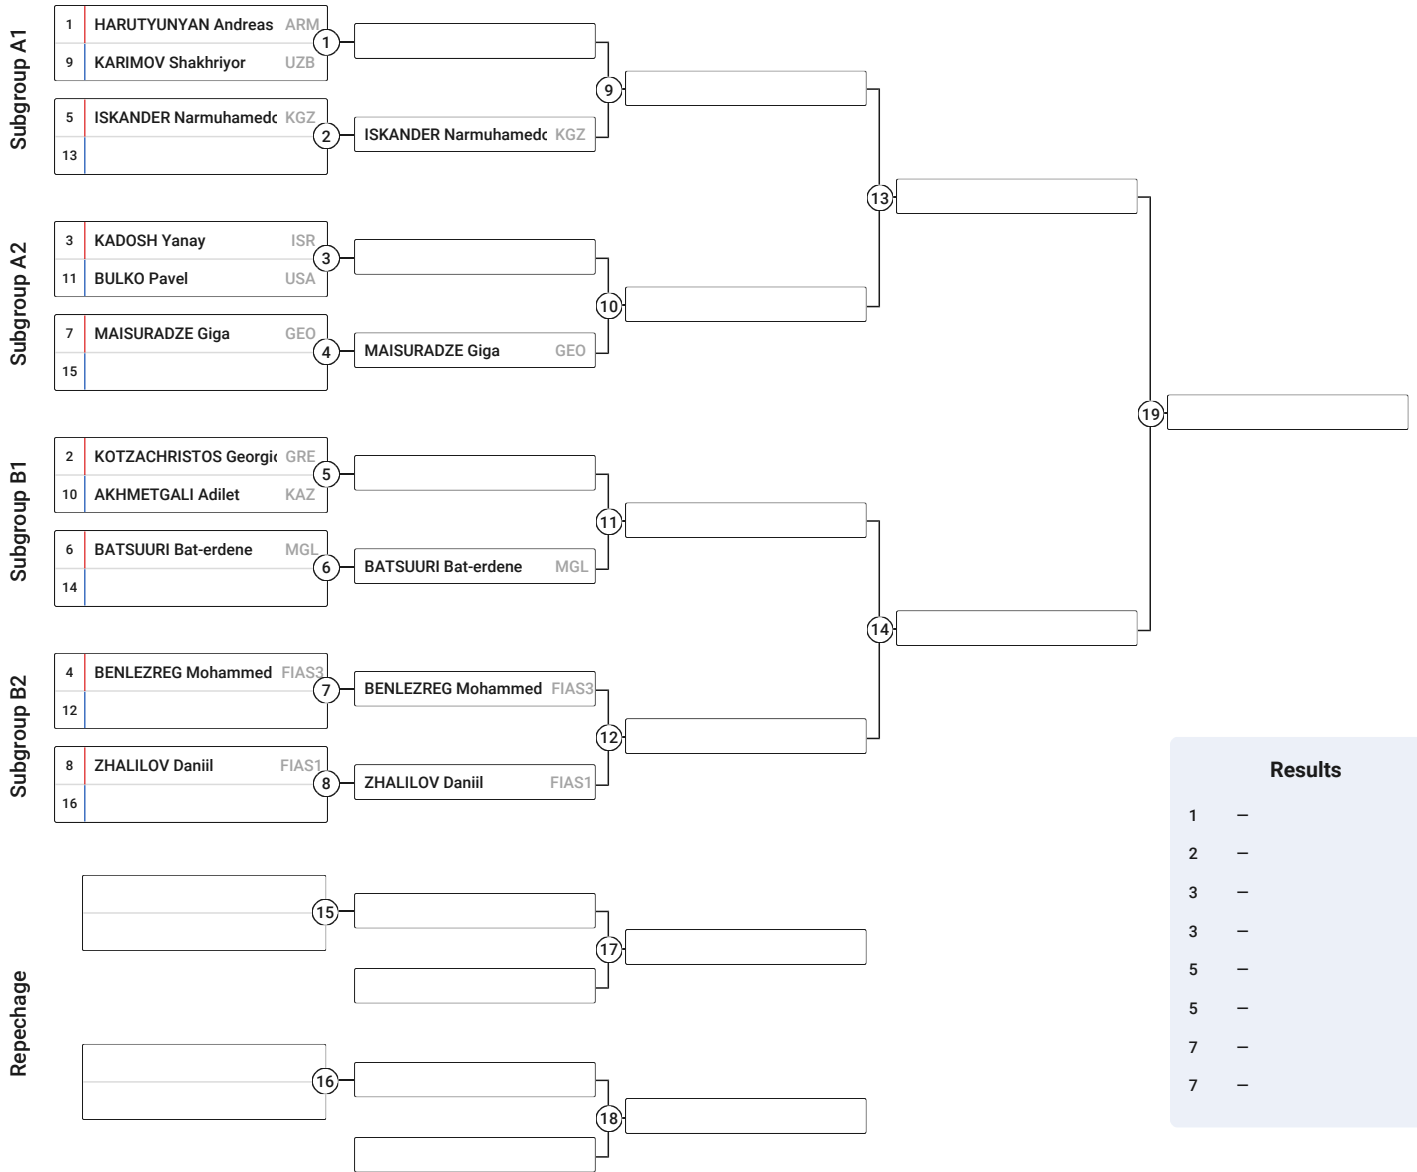 Subgroup A1
1 HARUTYUNYAN Andreas ARM
9 KARIMOV Shakhriyor UZB
1
5 ISKANDER Narmuhamedo KGZ
13
2
ISKANDER Narmuhamedo KGZ
9
Subgroup A2
3 KADOSH Yanay ISR
11 BULKO Pavel USA
3
7 MAISURADZE Giga GEO
15
4
MAISURADZE Giga GEO
10
13
Subgroup B1
2 KOTZACHRISTOS Georgio GRE
10 AKHMETGALI Adilet KAZ
5
6 BATSUURI Bat-erdene MGL
14
6
BATSUURI Bat-erdene MGL
11
Subgroup B2
4 BENLEZREG Mohammed FIAS3
12
7
BENLEZREG Mohammed FIAS3
8 ZHALILOV Daniil FIAS1
16
8
ZHALILOV Daniil FIAS1
12
14
19
Repechage
15
17
16
18
Results
1 –
2 –
3 –
3 –
5 –
5 –
7 –
7 –